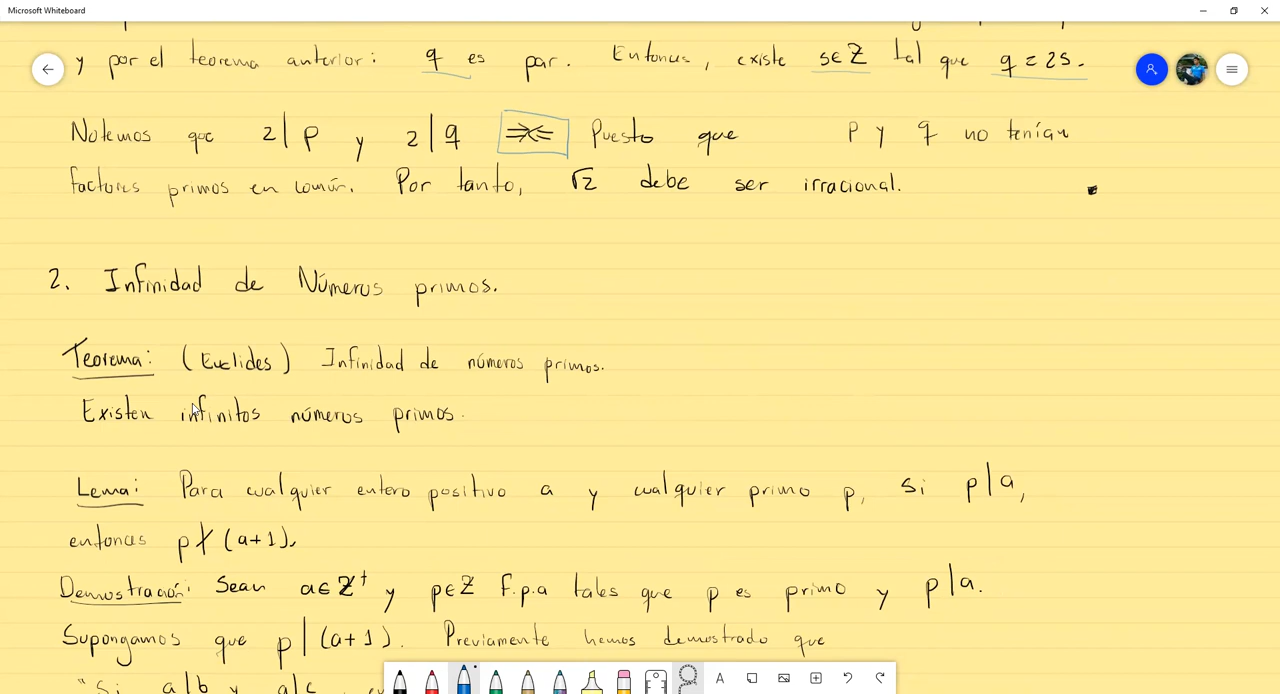 Microsoft Whiteboard
y por el teorema anterior: q es par. Entonces, existe s∈Z tal que q = 2s.
Notemos que 2|p y 2|q ⇒⇐ Puesto que p y q no tenían
factores primos en común. Por tanto, √2 debe ser irracional.
2. Infinidad de Números primos.
Teorema: (Euclides) Infinidad de números primos.
Existen infinitos números primos.
Lema: Para cualquier entero positivo a y cualquier primo p, si p|a,
entonces p∤(a+1).
Demostración: Sean a∈Z⁺ y p∈Z F.p.a tales que p es primo y p|a.
Supongamos que p|(a+1). Previamente hemos demostrado que
"Si a|b y a|c,